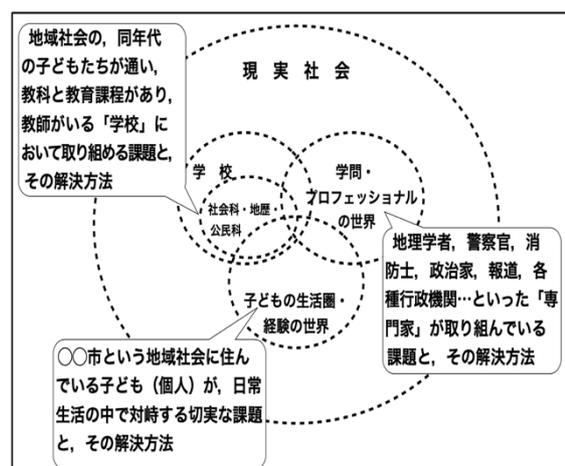 地域社会の，同年代
の子どもたちが通い，
教科と教育課程があり，
教師がいる「学校」に
おいて取り組める課題と，
その解決方法
現　実　社　会
学　校
社会科・地歴・
公民科
学問・
プロフェッショナル
の世界
地理学者，警察官，消
防士，政治家，報道，各
種行政機関…といった「専
門家」が取り組んでいる
課題と，その解決方法
子どもの生活圏・
経験の世界
○○市という地域社会に住ん
でいる子ども（個人）が，日常
生活の中で対峙する切実な課題
と，その解決方法